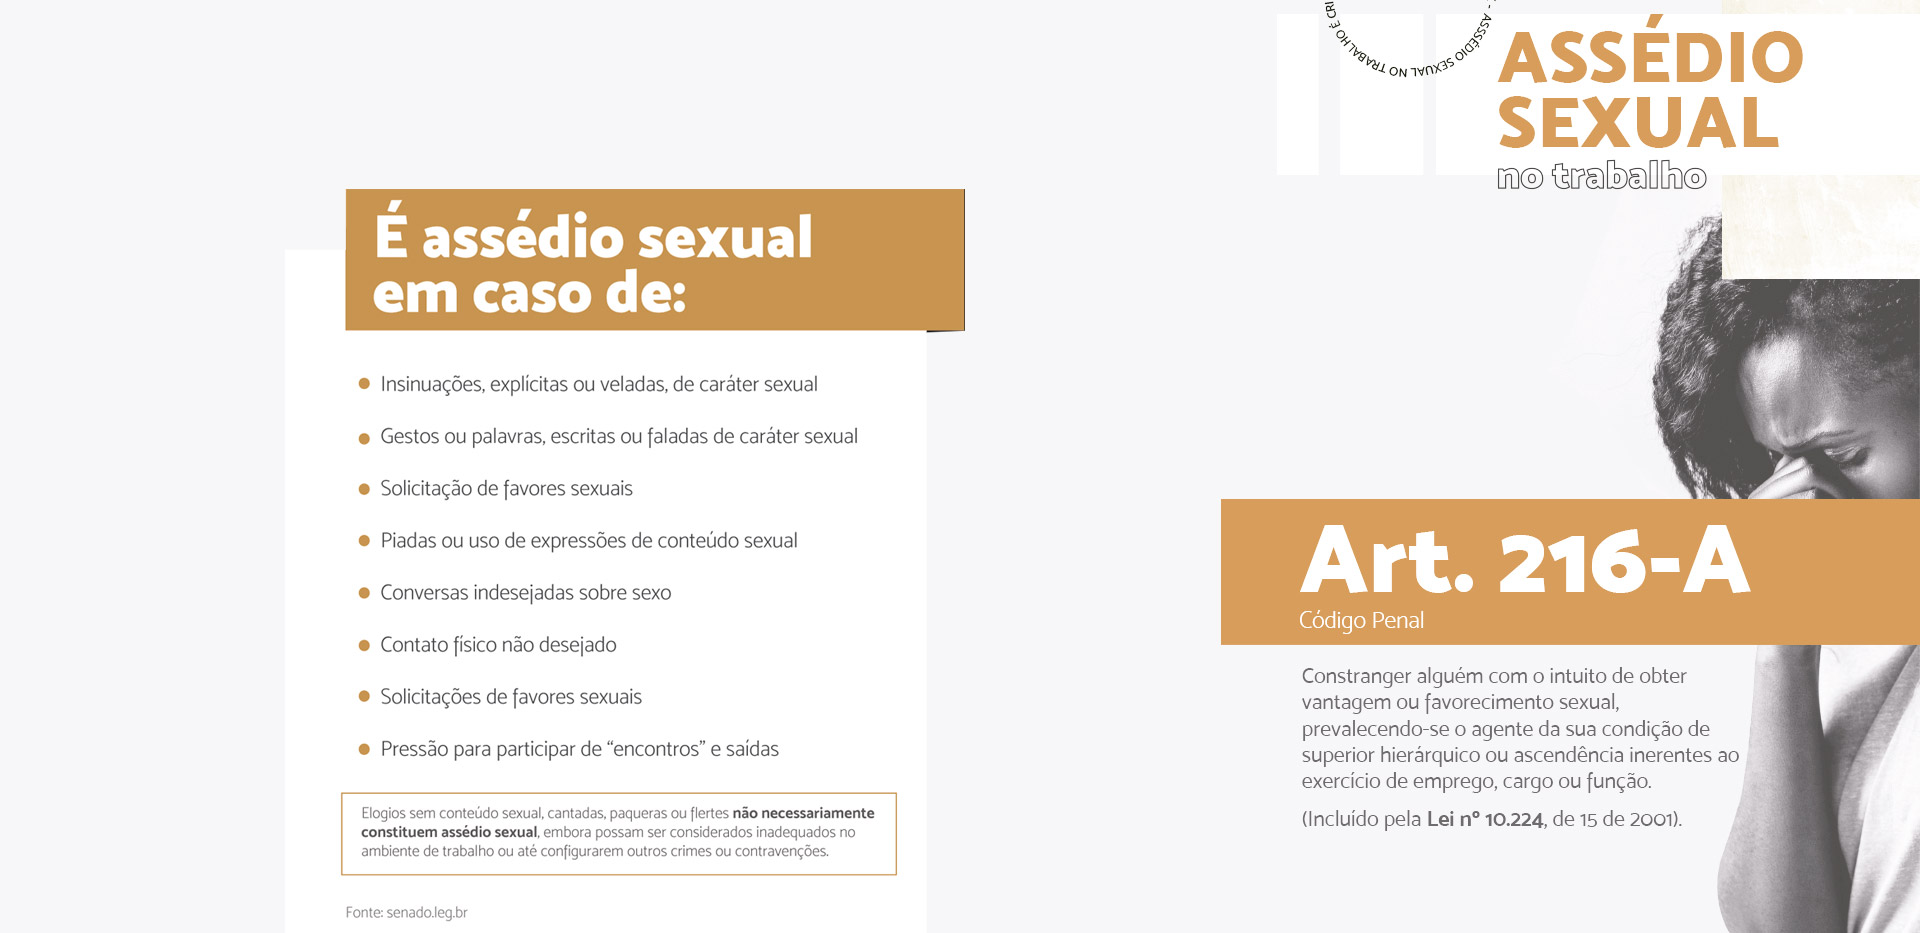 É assédio sexual
em caso de:
Insinuações, explícitas ou veladas, de caráter sexual
Gestos ou palavras, escritas ou faladas de caráter sexual
Solicitação de favores sexuais
Piadas ou uso de expressões de conteúdo sexual
Conversas indesejadas sobre sexo
Contato físico não desejado
Solicitações de favores sexuais
Pressão para participar de “encontros” e saídas
Elogios sem conteúdo sexual, cantadas, paqueras ou flertes não necessariamente
constituem assédio sexual, embora possam ser considerados inadequados no
ambiente de trabalho ou até configurarem outros crimes ou contravenções.
Fonte: senado.leg.br
- ASSSÉDIO SEXUAL NO TRABALHO É
ASSÉDIO
SEXUAL
no trabalho
Art. 216-A
Código Penal
Constranger alguém com o intuito de obter
vantagem ou favorecimento sexual,
prevalecendo-se o agente da sua condição de
superior hierárquico ou ascendência inerentes ao
exercício de emprego, cargo ou função.
(Incluído pela Lei nº 10.224, de 15 de 2001).